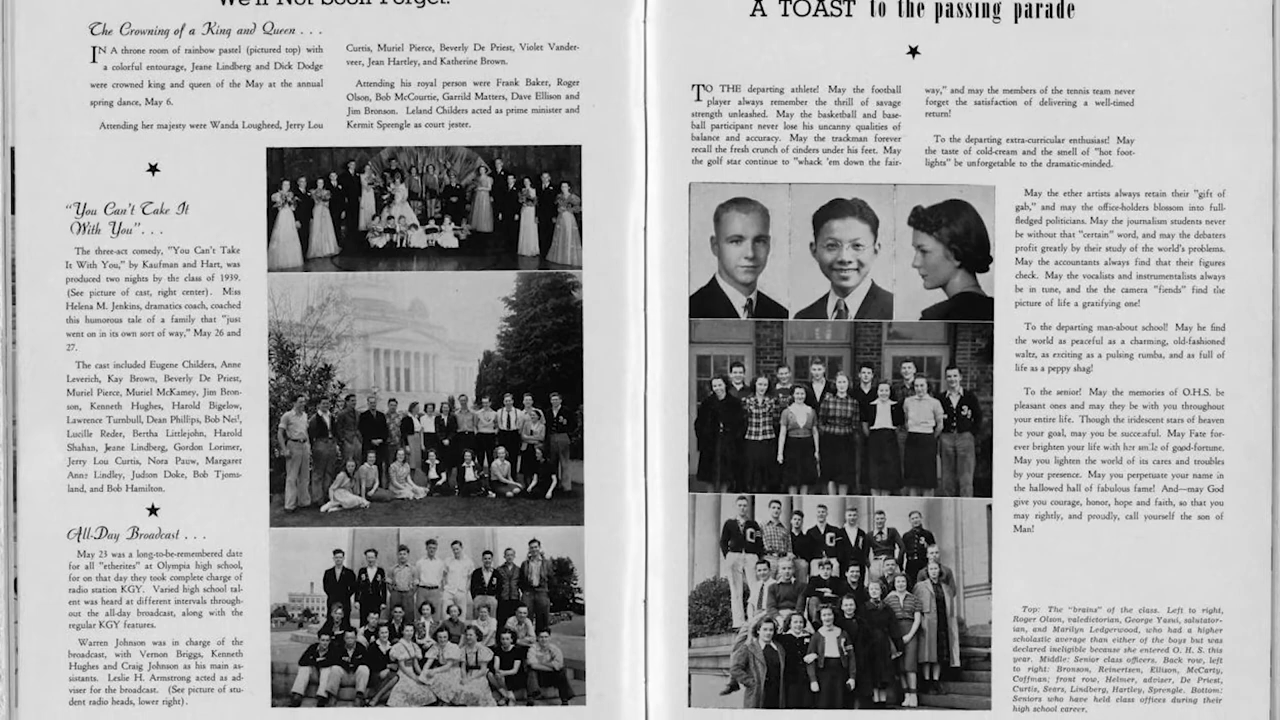 We'll Not Soon Forget.
The Crowning of a King and Queen . . .
IN A throne room of rainbow pastel (pictured top) with
a colorful entourage, Jeane Lindberg and Dick Dodge
were crowned king and queen of the May at the annual
spring dance, May 6.
Attending her majesty were Wanda Lougheed, Jerry Lou
Curtis, Muriel Pierce, Beverly De Priest, Violet Vander-
veer, Jean Hartley, and Katherine Brown.
Attending his royal person were Frank Baker, Roger
Olson, Bob McCourtie, Garrild Matters, Dave Ellison and
Jim Bronson. Leland Childers acted as prime minister and
Kermit Sprengle as court jester.
"You Can't Take It
With You" . . .
The three-act comedy, "You Can't Take
It With You," by Kaufman and Hart, was
produced two nights by the class of 1939.
(See picture of cast, right center). Miss
Helena M. Jenkins, dramatics coach, coached
this humorous tale of a family that "just
went on in its own sort of way," May 26 and
27.
The cast included Eugene Childers, Anne
Leverich, Kay Brown, Beverly De Priest,
Muriel Pierce, Muriel McKamey, Jim Bron-
son, Kenneth Hughes, Harold Bigelow,
Lawrence Turnbull, Dean Phillips, Bob Neil,
Lucille Reder, Bertha Littlejohn, Harold
Shahan, Jeane Lindberg, Gordon Lorimer,
Jerry Lou Curtis, Nora Pauw, Margaret
Anne Lindley, Judson Doke, Bob Tjoms-
land, and Bob Hamilton.
All-Day Broadcast . . .
May 23 was a long-to-be-remembered date
for all "etherites" at Olympia high school,
for on that day they took complete charge of
radio station KGY. Varied high school tal-
ent was heard at different intervals through-
out the all-day broadcast, along with the
regular KGY features.
Warren Johnson was in charge of the
broadcast, with Vernon Briggs, Kenneth
Hughes and Craig Johnson as his main as-
sistants. Leslie H. Armstrong acted as ad-
viser for the broadcast. (See picture of stu-
dent radio heads, lower right).
A TOAST to the passing parade
TO THE departing athlete! May the football
player always remember the thrill of savage
strength unleashed. May the basketball and base-
ball participant never lose his uncanny qualities of
balance and accuracy. May the trackman forever
recall the fresh crunch of cinders under his feet. May
the golf star continue to "whack 'em down the fair-
way," and may the members of the tennis team never
forget the satisfaction of delivering a well-timed
return!
To the departing extra-curricular enthusiast! May
the taste of cold-cream and the smell of "hot foot-
lights" be unforgetable to the dramatic-minded.
May the ether artists always retain their "gift of
gab," and may the office-holders blossom into full-
fledged politicians. May the journalism students never
be without that "certain" word, and may the debaters
profit greatly by their study of the world's problems.
May the accountants always find that their figures
check. May the vocalists and instrumentalists always
be in tune, and the the camera "fiends" find the
picture of life a gratifying one!
To the departing man-about school! May he find
the world as peaceful as a charming, old-fashioned
waltz, as exciting as a pulsing rumba, and as full of
life as a peppy shag!
To the senior! May the memories of O.H.S. be
pleasant ones and may they be with you throughout
your entire life. Though the iridescent stars of heaven
be your goal, may you be succesful. May Fate for-
ever brighten your life with her smile of good-fortune.
May you lighten the world of its cares and troubles
by your presence. May you perpetuate your name in
the hallowed hall of fabulous fame! And—may God
give you courage, honor, hope and faith, so that you
may rightly, and proudly, call yourself the son of
Man!
Top: The "brains" of the class. Left to right,
Roger Olson, valedictorian, George Yasui, salutator-
ian, and Marilyn Ledgerwood, who had a higher
scholastic average than either of the boys but was
declared ineligible because she entered O. H. S. this
year. Middle: Senior class officers. Back row, left
to right: Bronson, Reinertsen, Ellison, McCarty,
Coffman; front row, Helmer, adviser, De Priest,
Curtis, Sears, Lindberg, Hartley, Sprengle. Bottom:
Seniors who have held class offices during their
high school career.